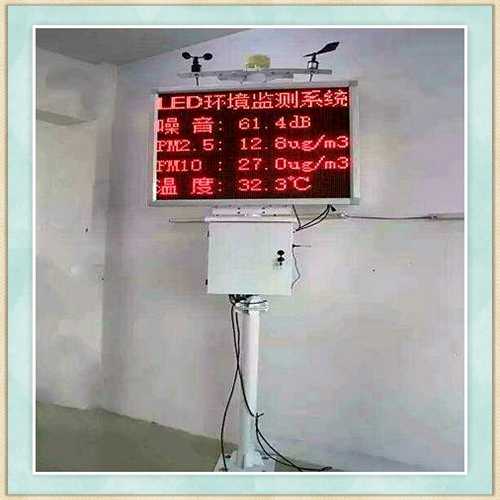 LED环境监测系统
噪 音: 61.4dB
PM2.5: 12.8ug/m3
PM10 : 27.0ug/m3
温 度: 32.3℃